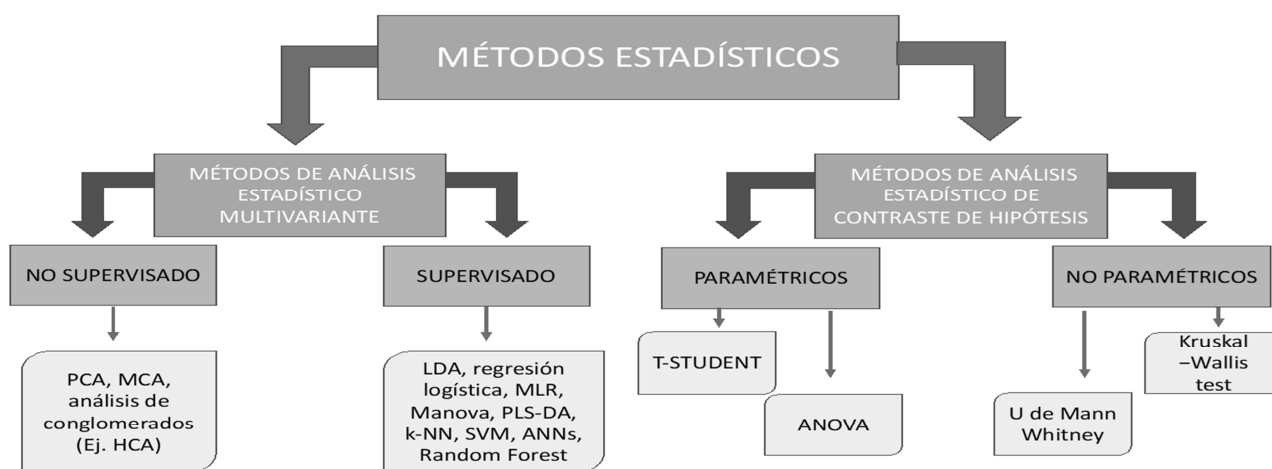 MÉTODOS ESTADÍSTICOS
MÉTODOS DE ANÁLISIS
ESTADÍSTICO
MULTIVARIANTE
MÉTODOS DE ANÁLISIS
ESTADÍSTICO DE
CONTRASTE DE HIPÓTESIS
NO SUPERVISADO
SUPERVISADO
PARAMÉTRICOS
NO PARAMÉTRICOS
PCA, MCA,
análisis de
conglomerados
(Ej. HCA)
LDA, regresión
logística, MLR,
Manova, PLS-DA,
k-NN, SVM, ANNs,
Random Forest
T-STUDENT
ANOVA
U de Mann
Whitney
Kruskal
–Wallis
test